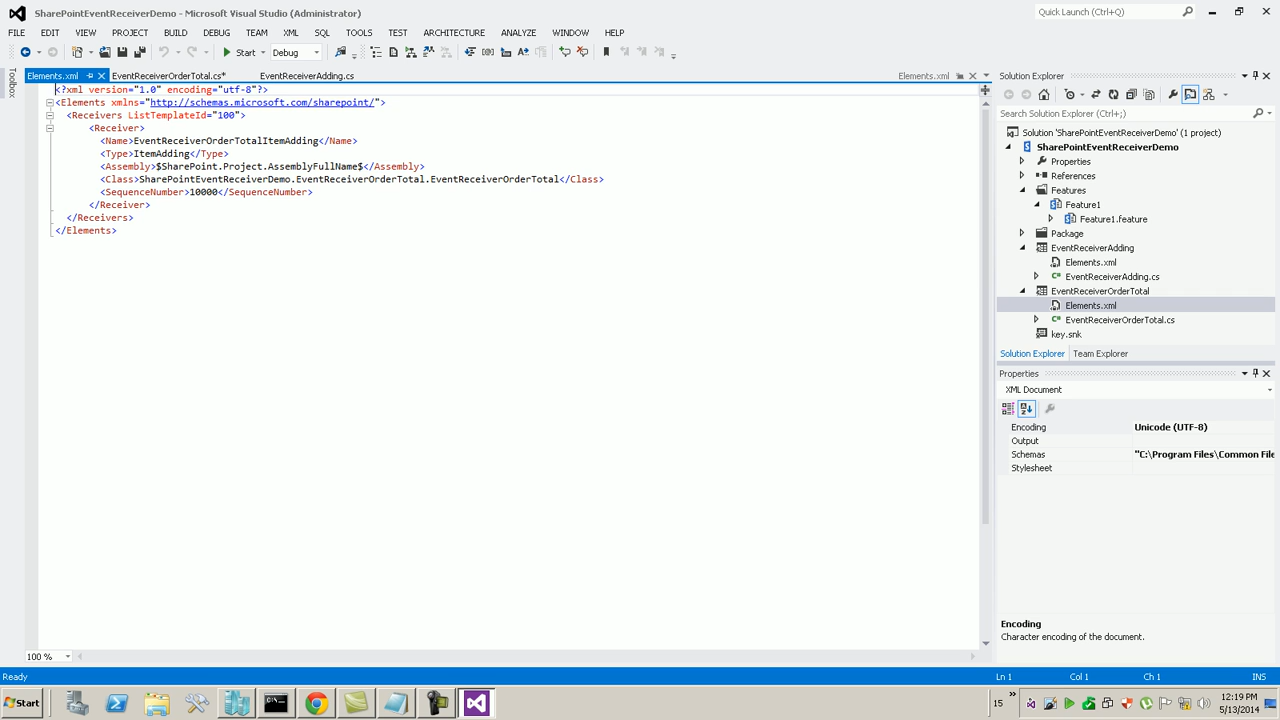 SharePointEventReceiverDemo - Microsoft Visual Studio (Administrator)
Quick Launch (Ctrl+Q)
FILE EDIT VIEW PROJECT BUILD DEBUG TEAM XML SQL TOOLS TEST ARCHITECTURE ANALYZE WINDOW HELP
Start Debug
Toolbox
Elements.xml EventReceiverOrderTotal.cs* EventReceiverAdding.cs Elements.xml
<?xml version="1.0" encoding="utf-8"?>
<Elements xmlns="http://schemas.microsoft.com/sharepoint/">
<Receivers ListTemplateId="100">
<Receiver>
<Name>EventReceiverOrderTotalItemAdding</Name>
<Type>ItemAdding</Type>
<Assembly>$SharePoint.Project.AssemblyFullName$</Assembly>
<Class>SharePointEventReceiverDemo.EventReceiverOrderTotal.EventReceiverOrderTotal</Class>
<SequenceNumber>10000</SequenceNumber>
</Receiver>
</Receivers>
</Elements>
100 %
Solution Explorer
Search Solution Explorer (Ctrl+;)
Solution 'SharePointEventReceiverDemo' (1 project)
SharePointEventReceiverDemo
Properties
References
Features
Feature1
Feature1.feature
Package
EventReceiverAdding
Elements.xml
EventReceiverAdding.cs
EventReceiverOrderTotal
Elements.xml
EventReceiverOrderTotal.cs
key.snk
Solution Explorer Team Explorer
Properties
XML Document
Encoding Unicode (UTF-8)
Output
Schemas "C:\Program Files\Common File
Stylesheet
Encoding
Character encoding of the document.
Ready Ln 1 Col 1 Ch 1 INS
Start 15 12:19 PM
5/13/2014